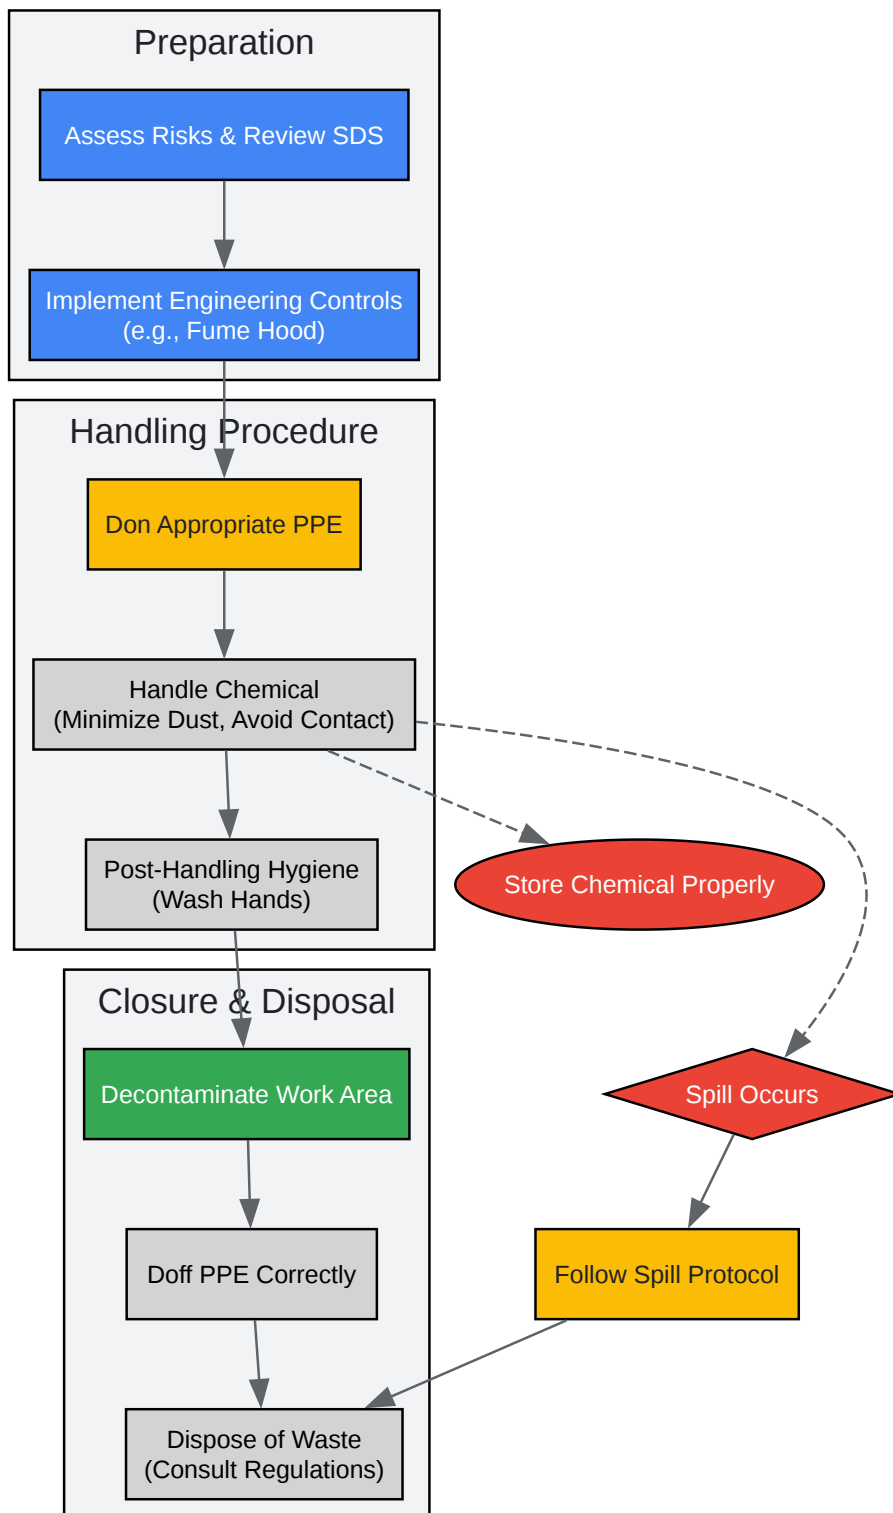 Preparation
Assess Risks & Review SDS
Implement Engineering Controls
(e.g., Fume Hood)
Handling Procedure
Don Appropriate PPE
Handle Chemical
(Minimize Dust, Avoid Contact)
Post-Handling Hygiene
(Wash Hands)
Store Chemical Properly
Closure & Disposal
Decontaminate Work Area
Spill Occurs
Doff PPE Correctly
Follow Spill Protocol
Dispose of Waste
(Consult Regulations)